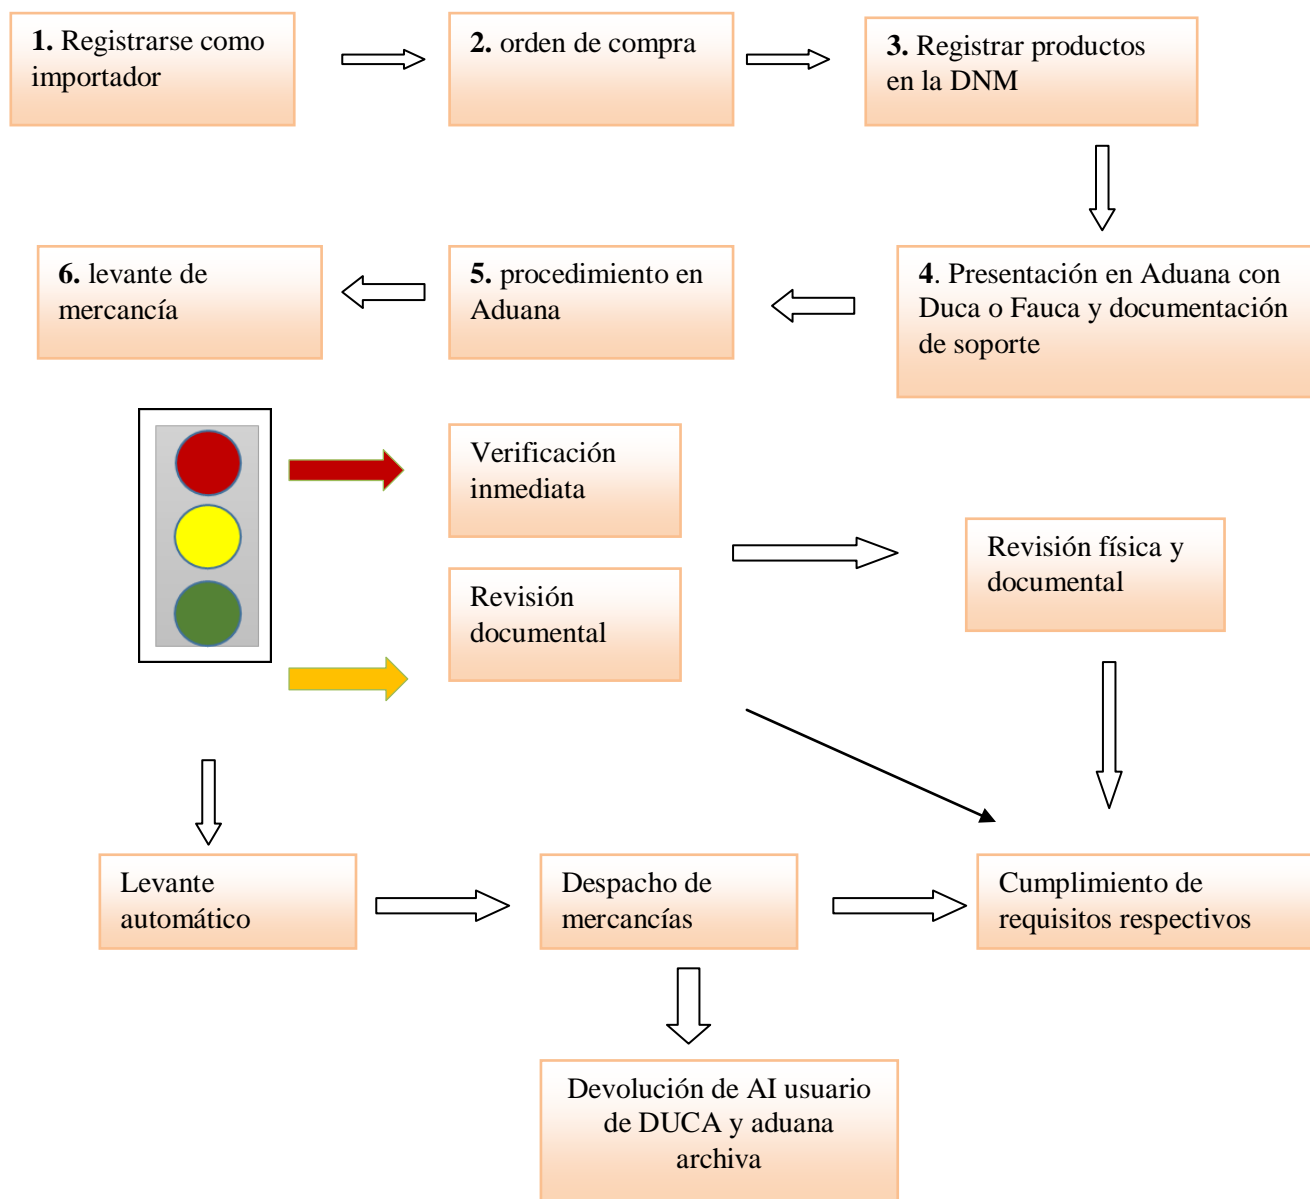 1. Registrarse como
importador
2. orden de compra
3. Registrar productos
en la DNM
6. levante de
mercancía
5. procedimiento en
Aduana
4. Presentación en Aduana con
Duca o Fauca y documentación
de soporte
Verificación
inmediata
Revisión
documental
Revisión física y
documental
Levante
automático
Despacho de
mercancías
Cumplimiento de
requisitos respectivos
Devolución de AI usuario
de DUCA y aduana
archiva